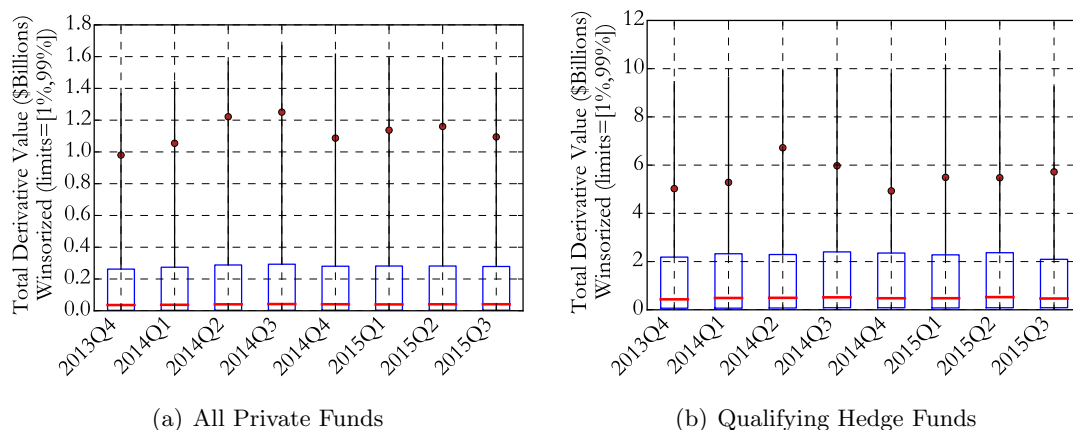 Total Derivative Value ($Billions)
Winsorized (limits=[1%,99%])
1.8
1.6
1.4
1.2
1.0
0.8
0.6
0.4
0.2
0.0
2013Q4
2014Q1
2014Q2
2014Q3
2014Q4
2015Q1
2015Q2
2015Q3
(a) All Private Funds
Total Derivative Value ($Billions)
Winsorized (limits=[1%,99%])
12
10
8
6
4
2
0
2013Q4
2014Q1
2014Q2
2014Q3
2014Q4
2015Q1
2015Q2
2015Q3
(b) Qualifying Hedge Funds